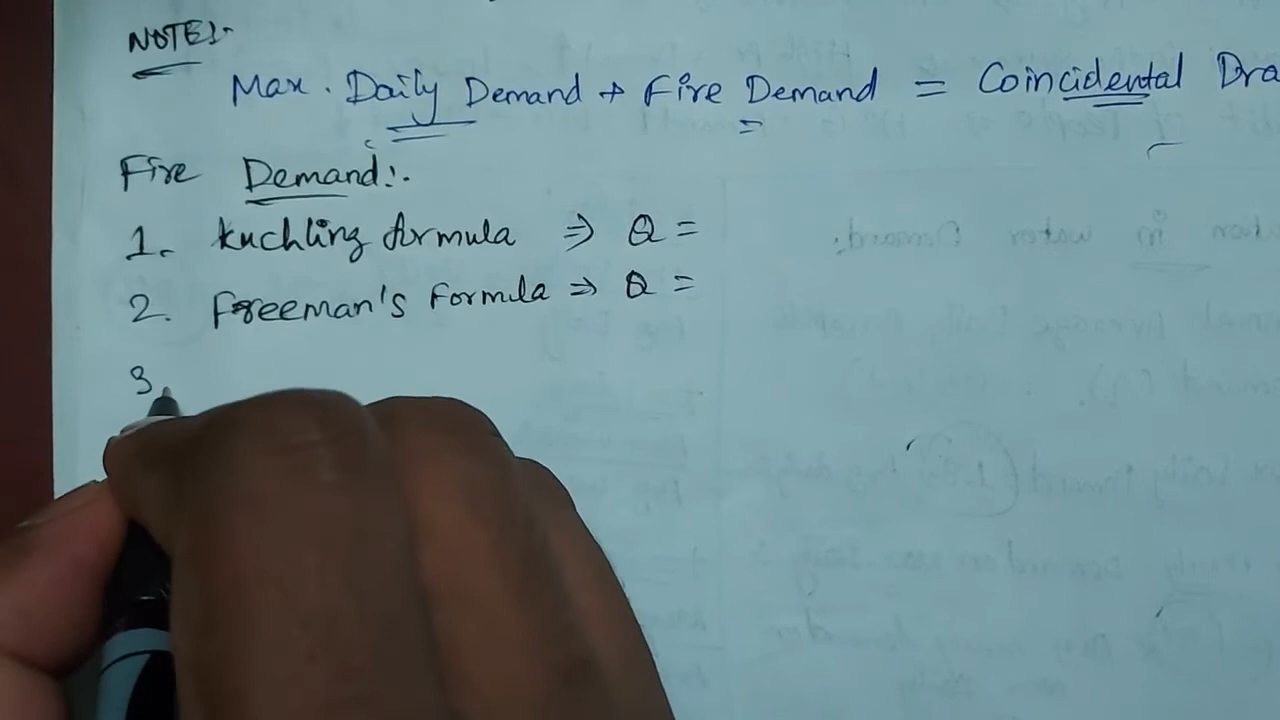 NOTE:-
Max. Daily Demand + Fire Demand = Coincidental Dra
Fire Demand:-
1. kuchling formula ⇒ Q =
2. Freeman's Formula ⇒ Q =
3.